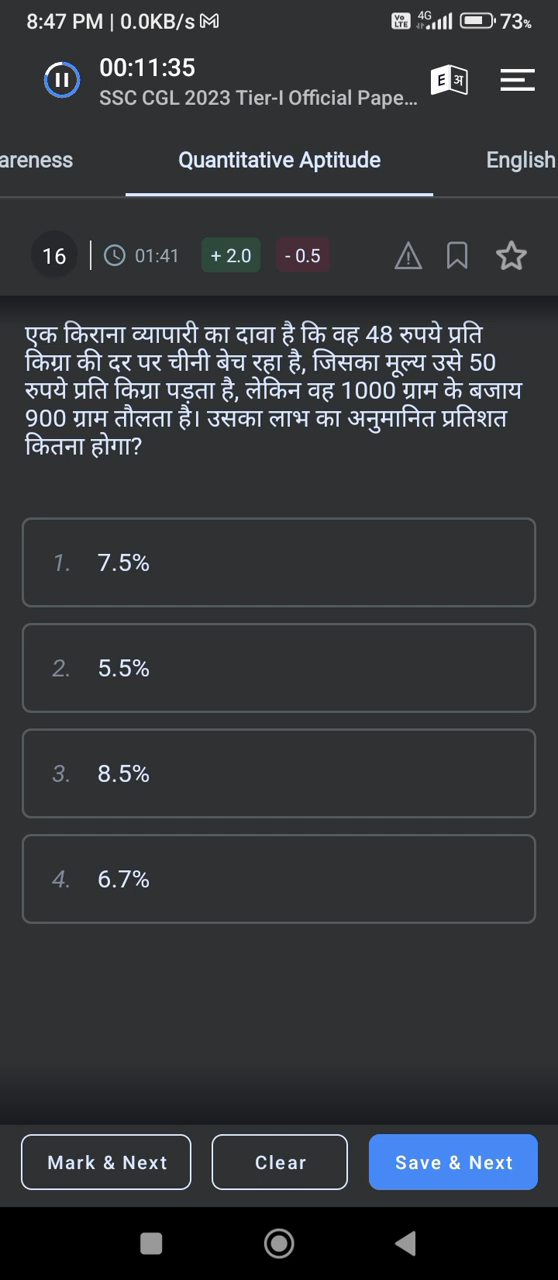 8:47 PM | 0.0KB/s M Vo LTE 4G 73%
00:11:35
SSC CGL 2023 Tier-I Official Pape... E अ
areness Quantitative Aptitude English
16 | 01:41 + 2.0 - 0.5
एक किराना व्यापारी का दावा है कि वह 48 रुपये प्रति
किग्रा की दर पर चीनी बेच रहा है, जिसका मूल्य उसे 50
रुपये प्रति किग्रा पड़ता है, लेकिन वह 1000 ग्राम के बजाय
900 ग्राम तौलता है। उसका लाभ का अनुमानित प्रतिशत
कितना होगा?
1. 7.5%
2. 5.5%
3. 8.5%
4. 6.7%
Mark & Next Clear Save & Next